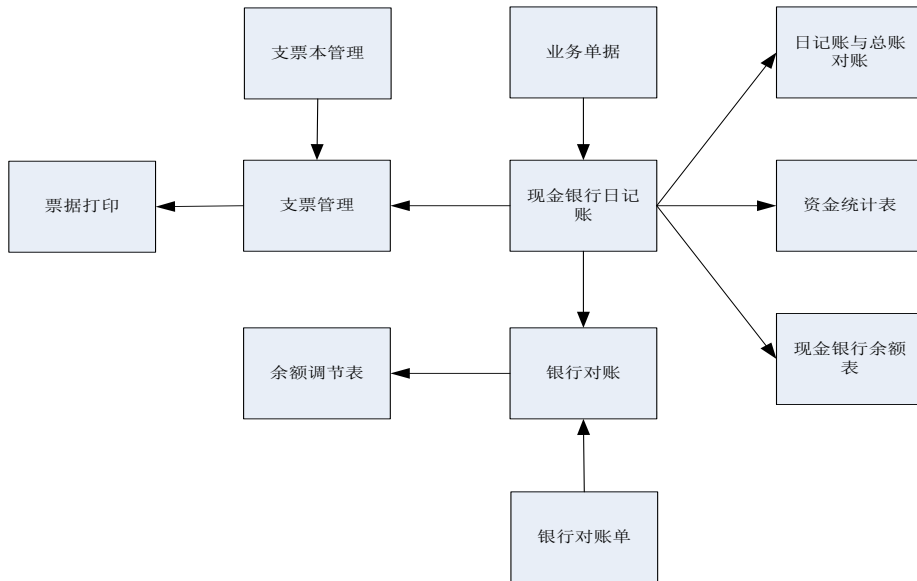 支票本管理
业务单据
日记账与总账
对账
票据打印
支票管理
现金银行日记
账
资金统计表
余额调节表
银行对账
现金银行余额
表
银行对账单